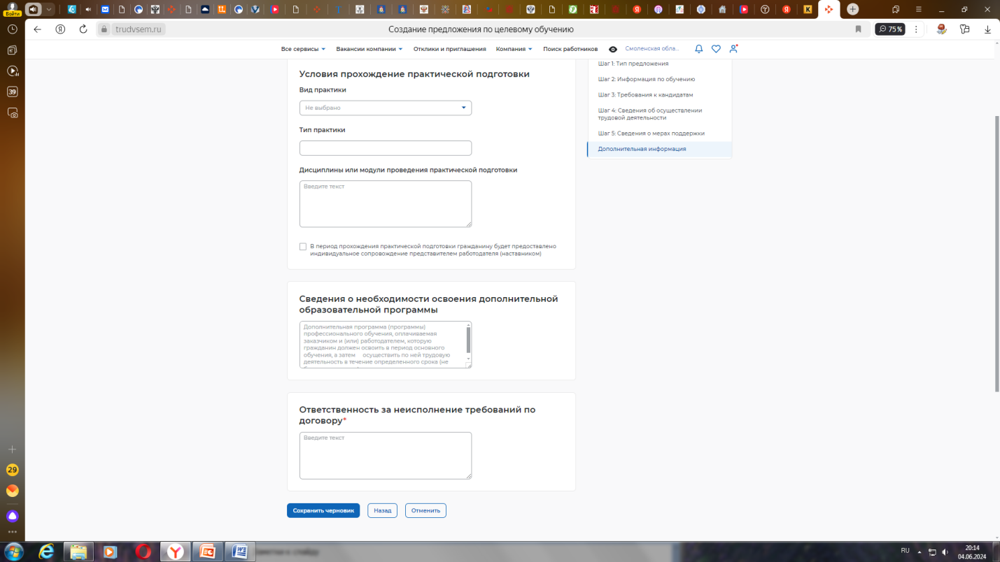 Войти
trudvsem.ru
Создание предложения по целевому обучению
75%
Все сервисы
Вакансии компании
Отклики и приглашения
Компания
Поиск работников
Смоленская обла...
39
29
Условия прохождение практической подготовки
Вид практики
Не выбрано
Тип практики
Дисциплины или модули проведения практической подготовки
Введите текст
В период прохождения практической подготовки гражданину будет предоставлено
индивидуальное сопровождение представителем работодателя (наставником)
Сведения о необходимости освоения дополнительной
образовательной программы
Дополнительная программа (программы)
профессионального обучения, оплачиваемая
заказчиком и (или) работодателем, которую
гражданин должен освоить в период основного
обучения, а затем осуществить по ней трудовую
деятельность в течение определенного срока (не
Ответственность за неисполнение требований по
договору*
Введите текст
Сохранить черновик
Назад
Отменить
Шаг 1: Тип предложения
Шаг 2: Информация по обучению
Шаг 3: Требования к кандидатам
Шаг 4: Сведения об осуществлении
трудовой деятельности
Шаг 5: Сведения о мерах поддержки
Дополнительная информация
RU
20:14
04.06.2024